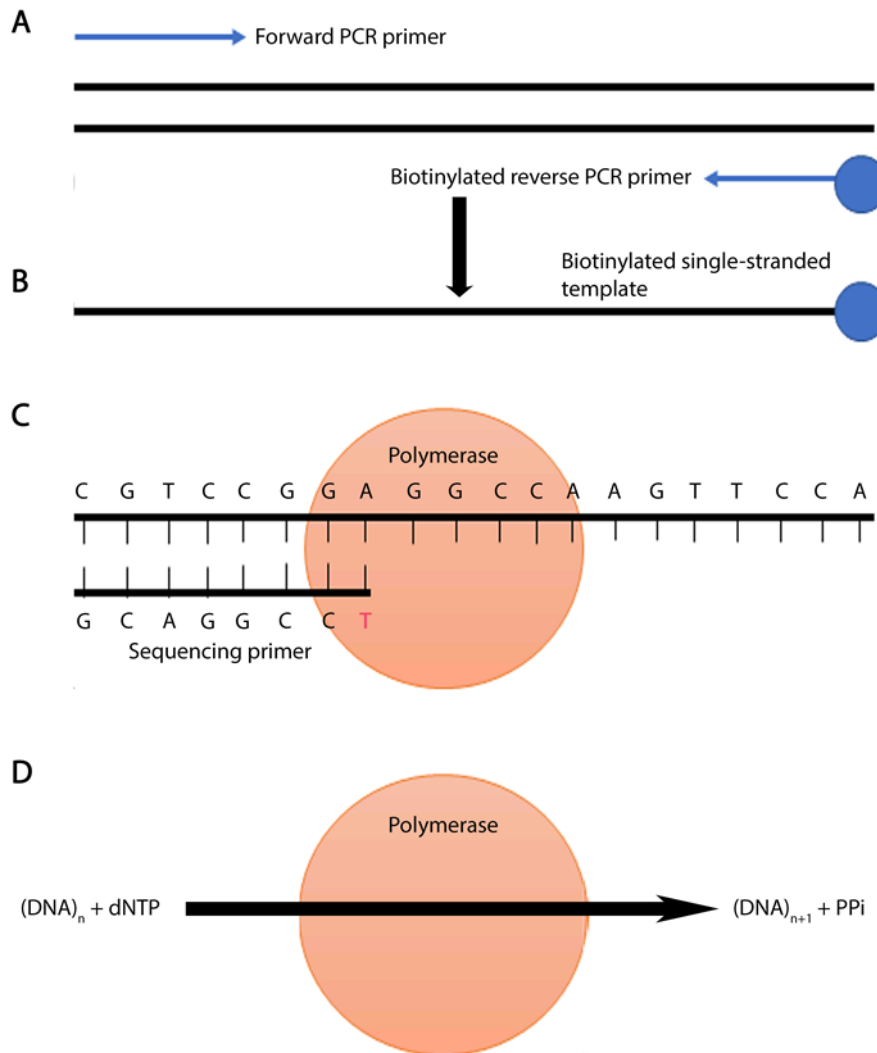 A
Forward PCR primer
Biotinylated reverse PCR primer
B
Biotinylated single-stranded
template
C
Polymerase
C G T C C G G A G G C C A A G T T C C A
G C A G G C C T
Sequencing primer
D
Polymerase
(DNA)n + dNTP
(DNA)n+1 + PPi